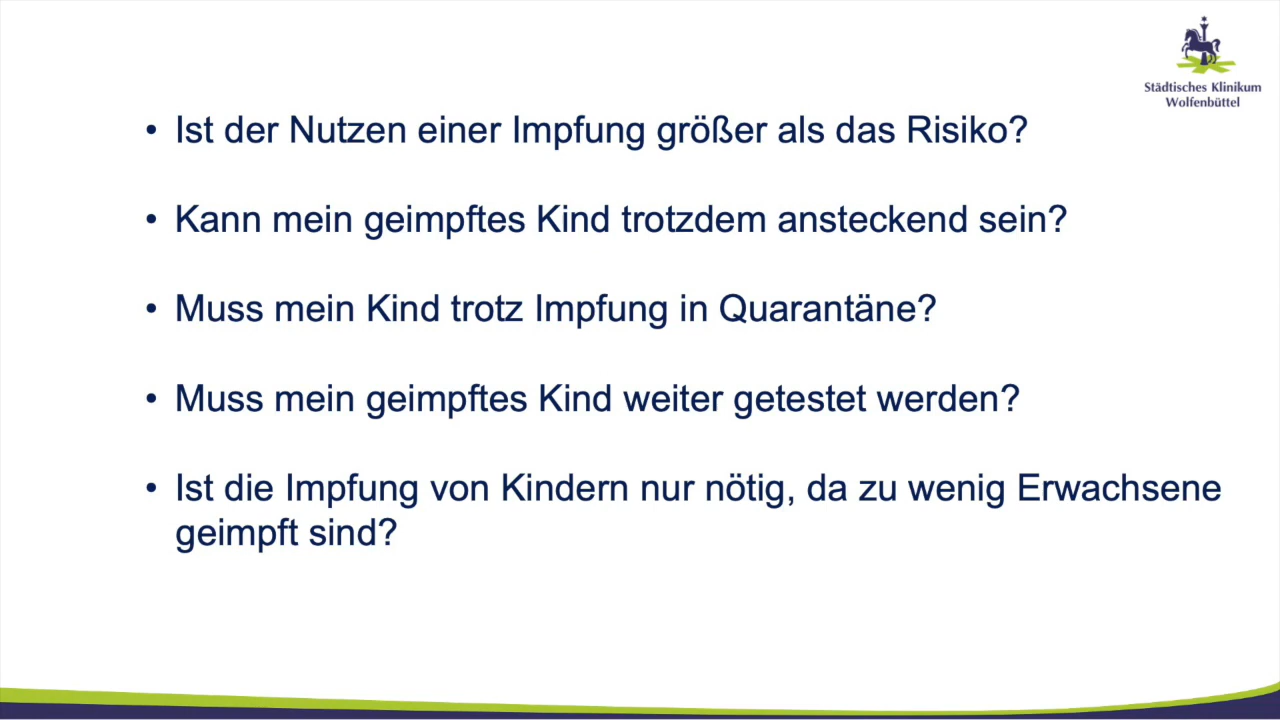 Städtisches Klinikum
Wolfenbüttel
• Ist der Nutzen einer Impfung größer als das Risiko?
• Kann mein geimpftes Kind trotzdem ansteckend sein?
• Muss mein Kind trotz Impfung in Quarantäne?
• Muss mein geimpftes Kind weiter getestet werden?
• Ist die Impfung von Kindern nur nötig, da zu wenig Erwachsene
geimpft sind?